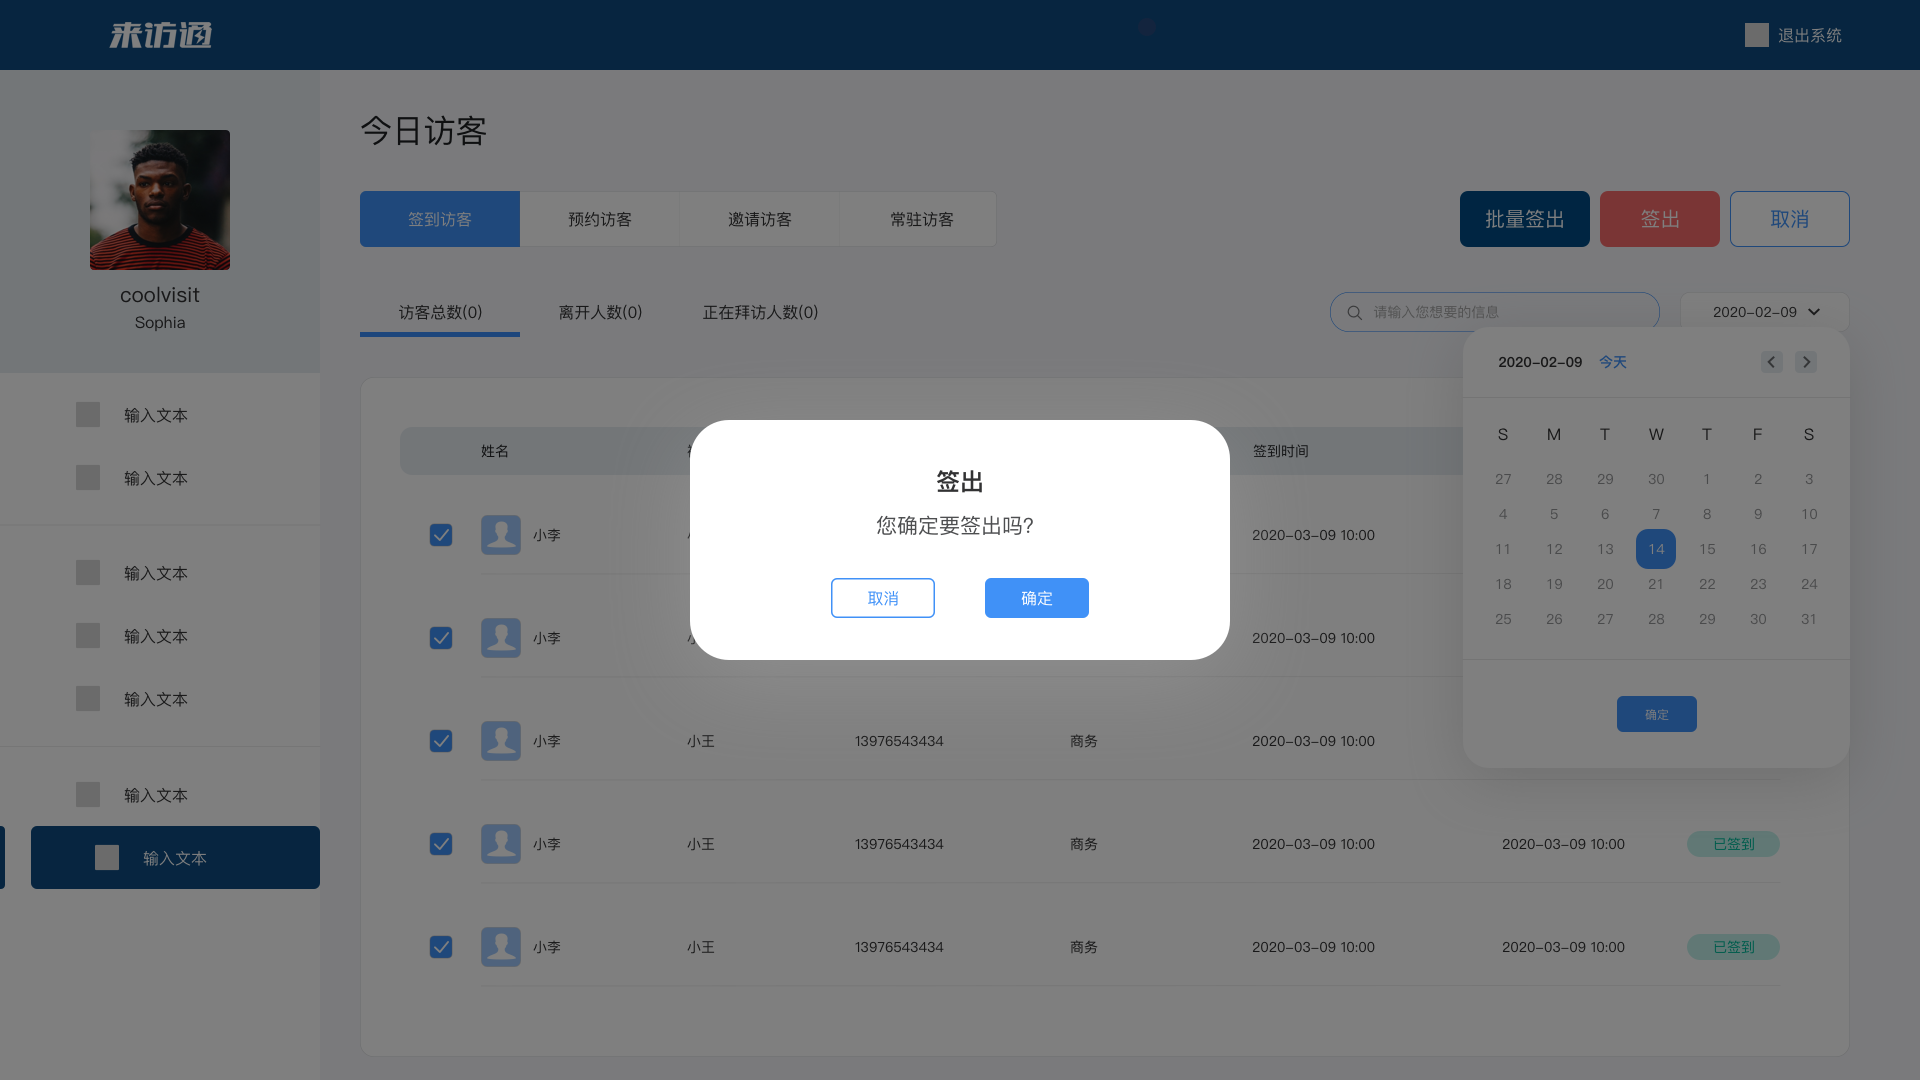 来访通
退出系统
coolvisit
Sophia
输入文本
输入文本
输入文本
输入文本
输入文本
输入文本
输入文本
今日访客
签到访客 预约访客 邀请访客 常驻访客
批量签出 签出 取消
访客总数(0) 离开人数(0) 正在拜访人数(0)
请输入您想要的信息
2020-02-09
2020-02-09 今天
S M T W T F S
27 28 29 30 1 2 3
4 5 6 7 8 9 10
11 12 13 14 15 16 17
18 19 20 21 22 23 24
25 26 27 28 29 30 31
确定
姓名 签到时间
小李 2020-03-09 10:00
小李 2020-03-09 10:00
小李 小王 13976543434 商务 2020-03-09 10:00
小李 小王 13976543434 商务 2020-03-09 10:00 2020-03-09 10:00 已签到
小李 小王 13976543434 商务 2020-03-09 10:00 2020-03-09 10:00 已签到
签出
您确定要签出吗?
取消 确定